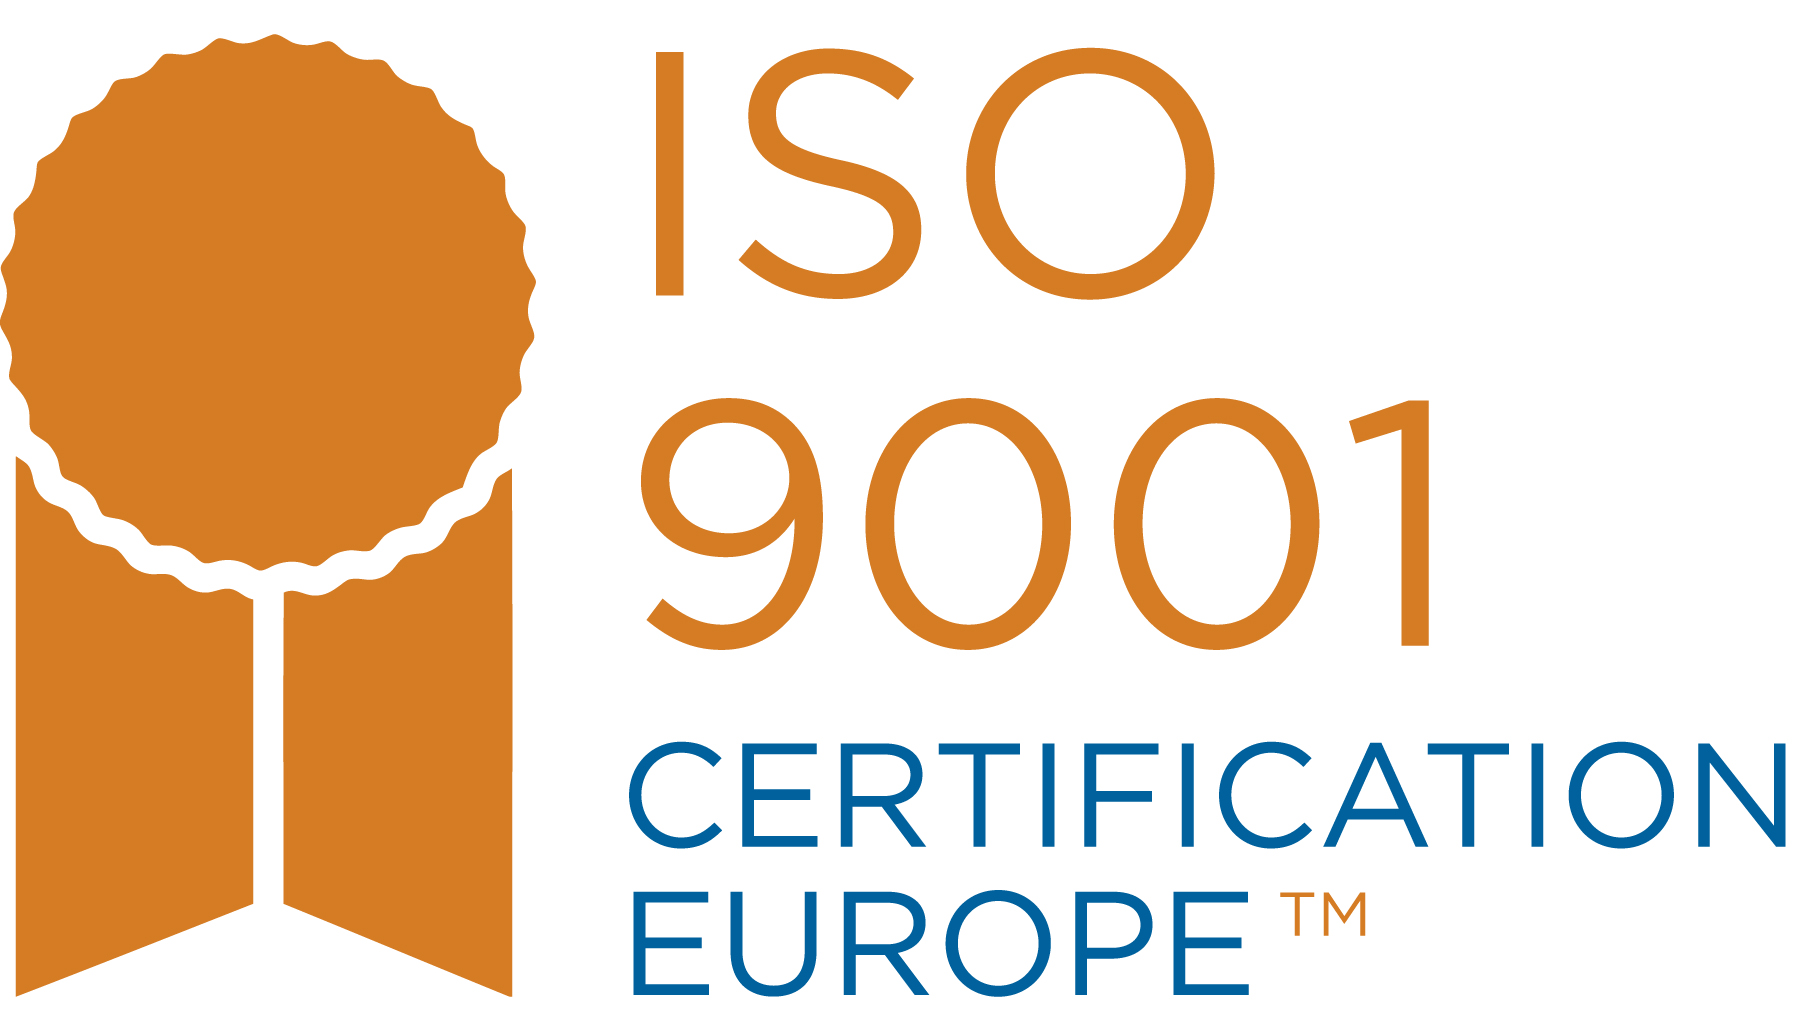 ISO
9001
CERTIFICATION
EUROPE™